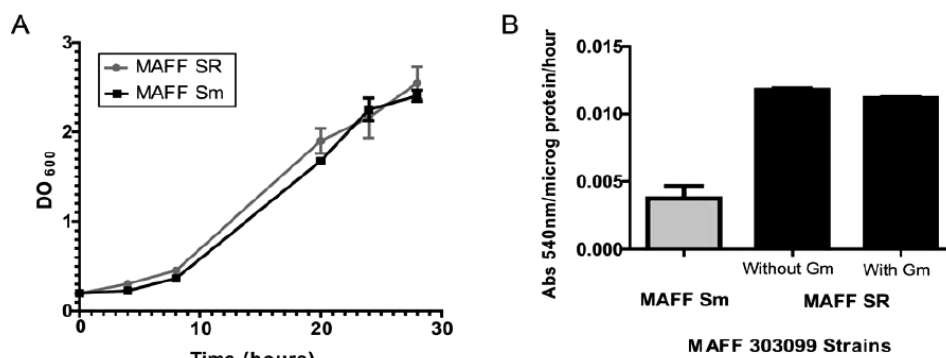 A
3
2
1
0
DO 600
MAFF SR
MAFF Sm
0
10
20
30
Time (hours)
B
Abs 540nm/microg protein/hour
0.015
0.010
0.005
0.000
Without Gm
With Gm
MAFF Sm
MAFF SR
MAFF 303099 Strains